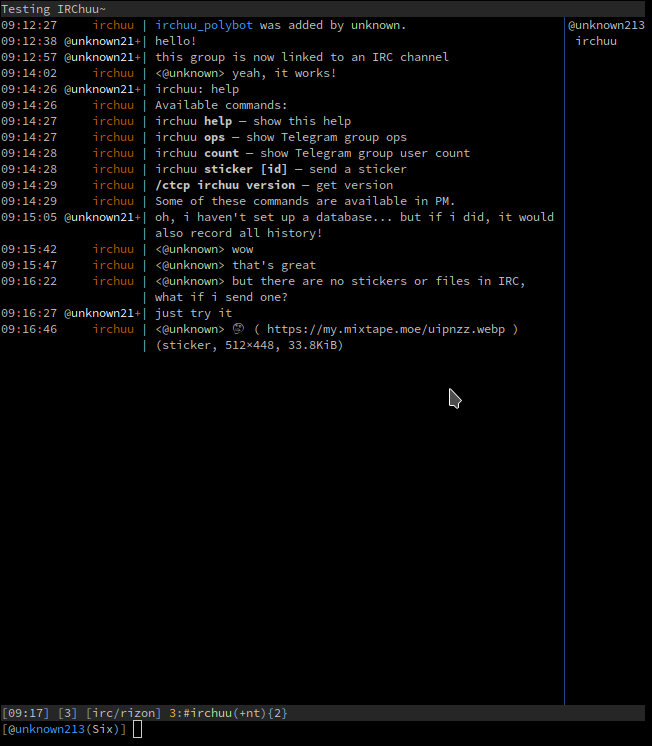 Testing IRChuu~
09:12:27 irchuu | irchuu_polybot was added by unknown. @unknown213
09:12:38 @unknown21+| hello! irchuu
09:12:57 @unknown21+| this group is now linked to an IRC channel
09:14:02 irchuu | <@unknown> yeah, it works!
09:14:26 @unknown21+| irchuu: help
09:14:26 irchuu | Available commands:
09:14:27 irchuu | irchuu help — show this help
09:14:27 irchuu | irchuu ops — show Telegram group ops
09:14:28 irchuu | irchuu count — show Telegram group user count
09:14:28 irchuu | irchuu sticker [id] — send a sticker
09:14:29 irchuu | /ctcp irchuu version — get version
09:14:29 irchuu | Some of these commands are available in PM.
09:15:05 @unknown21+| oh, i haven't set up a database... but if i did, it would
| also record all history!
09:15:42 irchuu | <@unknown> wow
09:15:47 irchuu | <@unknown> that's great
09:16:22 irchuu | <@unknown> but there are no stickers or files in IRC,
| what if i send one?
09:16:27 @unknown21+| just try it
09:16:46 irchuu | <@unknown> ( https://my.mixtape.moe/uipnzz.webp )
| (sticker, 512×448, 33.8KiB)
[09:17] [3] [irc/rizon] 3:#irchuu(+nt){2}
[@unknown213(Six)]